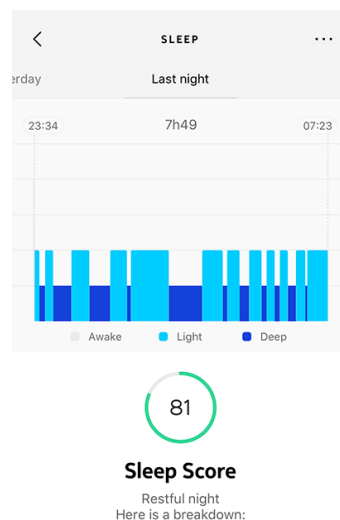 SLEEP
erday Last night
23:34 7h49 07:23
Awake Light Deep
81
Sleep Score
Restful night
Here is a breakdown: